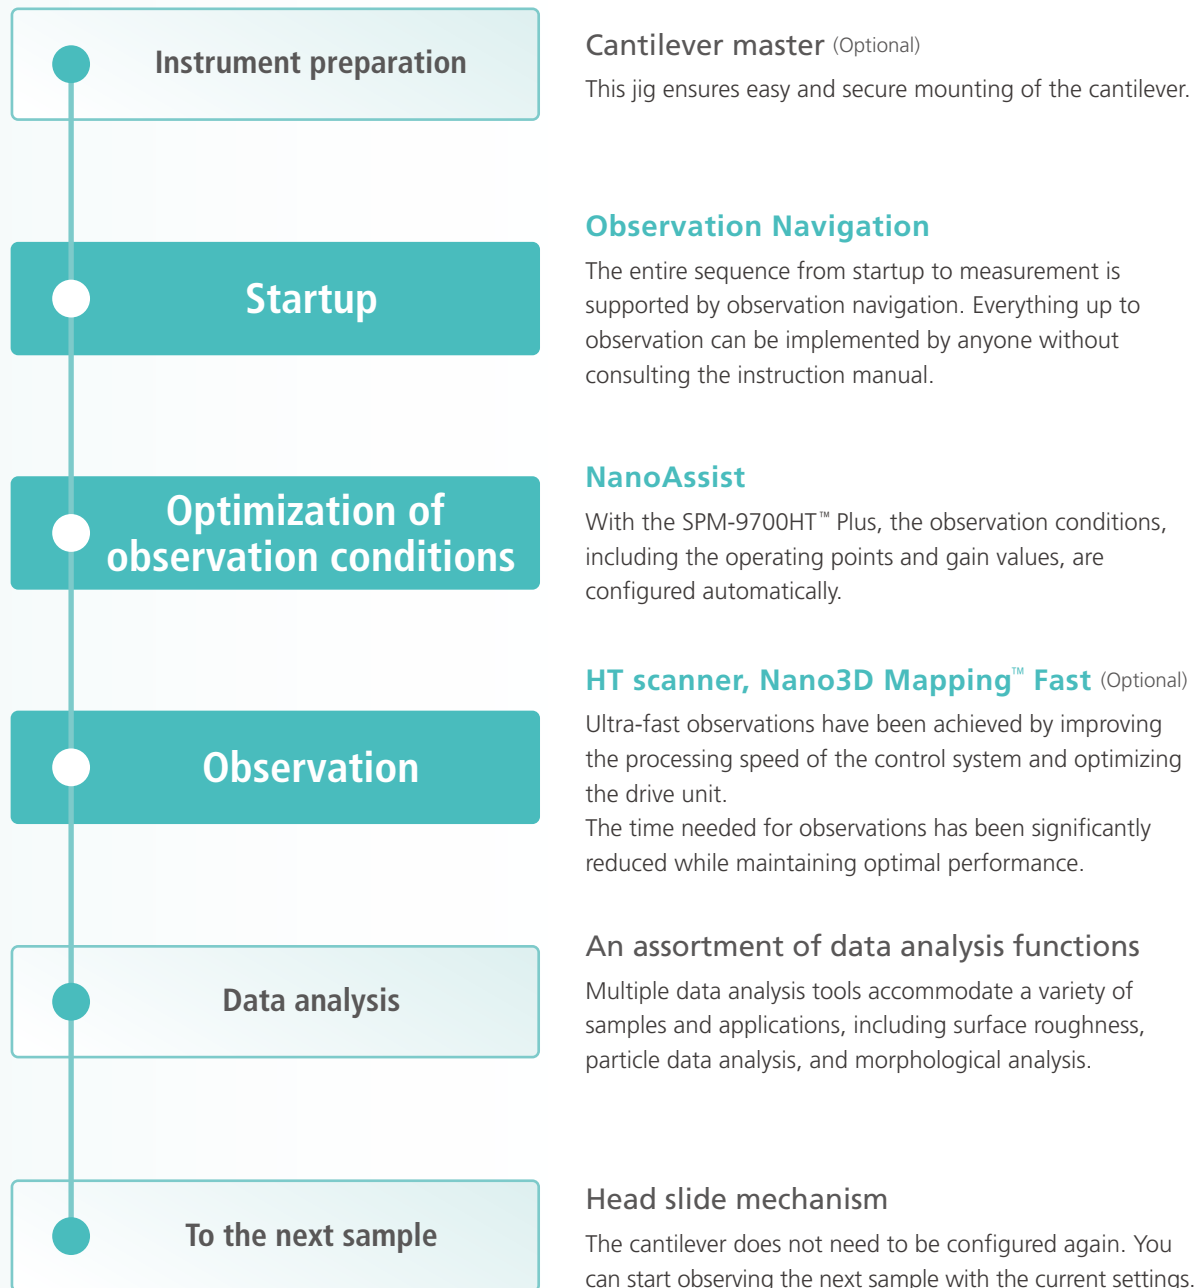 Instrument preparation
Cantilever master (Optional)
This jig ensures easy and secure mounting of the cantilever.
Startup
Observation Navigation
The entire sequence from startup to measurement is
supported by observation navigation. Everything up to
observation can be implemented by anyone without
consulting the instruction manual.
Optimization of
observation conditions
NanoAssist
With the SPM-9700HT™ Plus, the observation conditions,
including the operating points and gain values, are
configured automatically.
Observation
HT scanner, Nano3D Mapping™ Fast (Optional)
Ultra-fast observations have been achieved by improving
the processing speed of the control system and optimizing
the drive unit.
The time needed for observations has been significantly
reduced while maintaining optimal performance.
Data analysis
An assortment of data analysis functions
Multiple data analysis tools accommodate a variety of
samples and applications, including surface roughness,
particle data analysis, and morphological analysis.
To the next sample
Head slide mechanism
The cantilever does not need to be configured again. You
can start observing the next sample with the current settings.